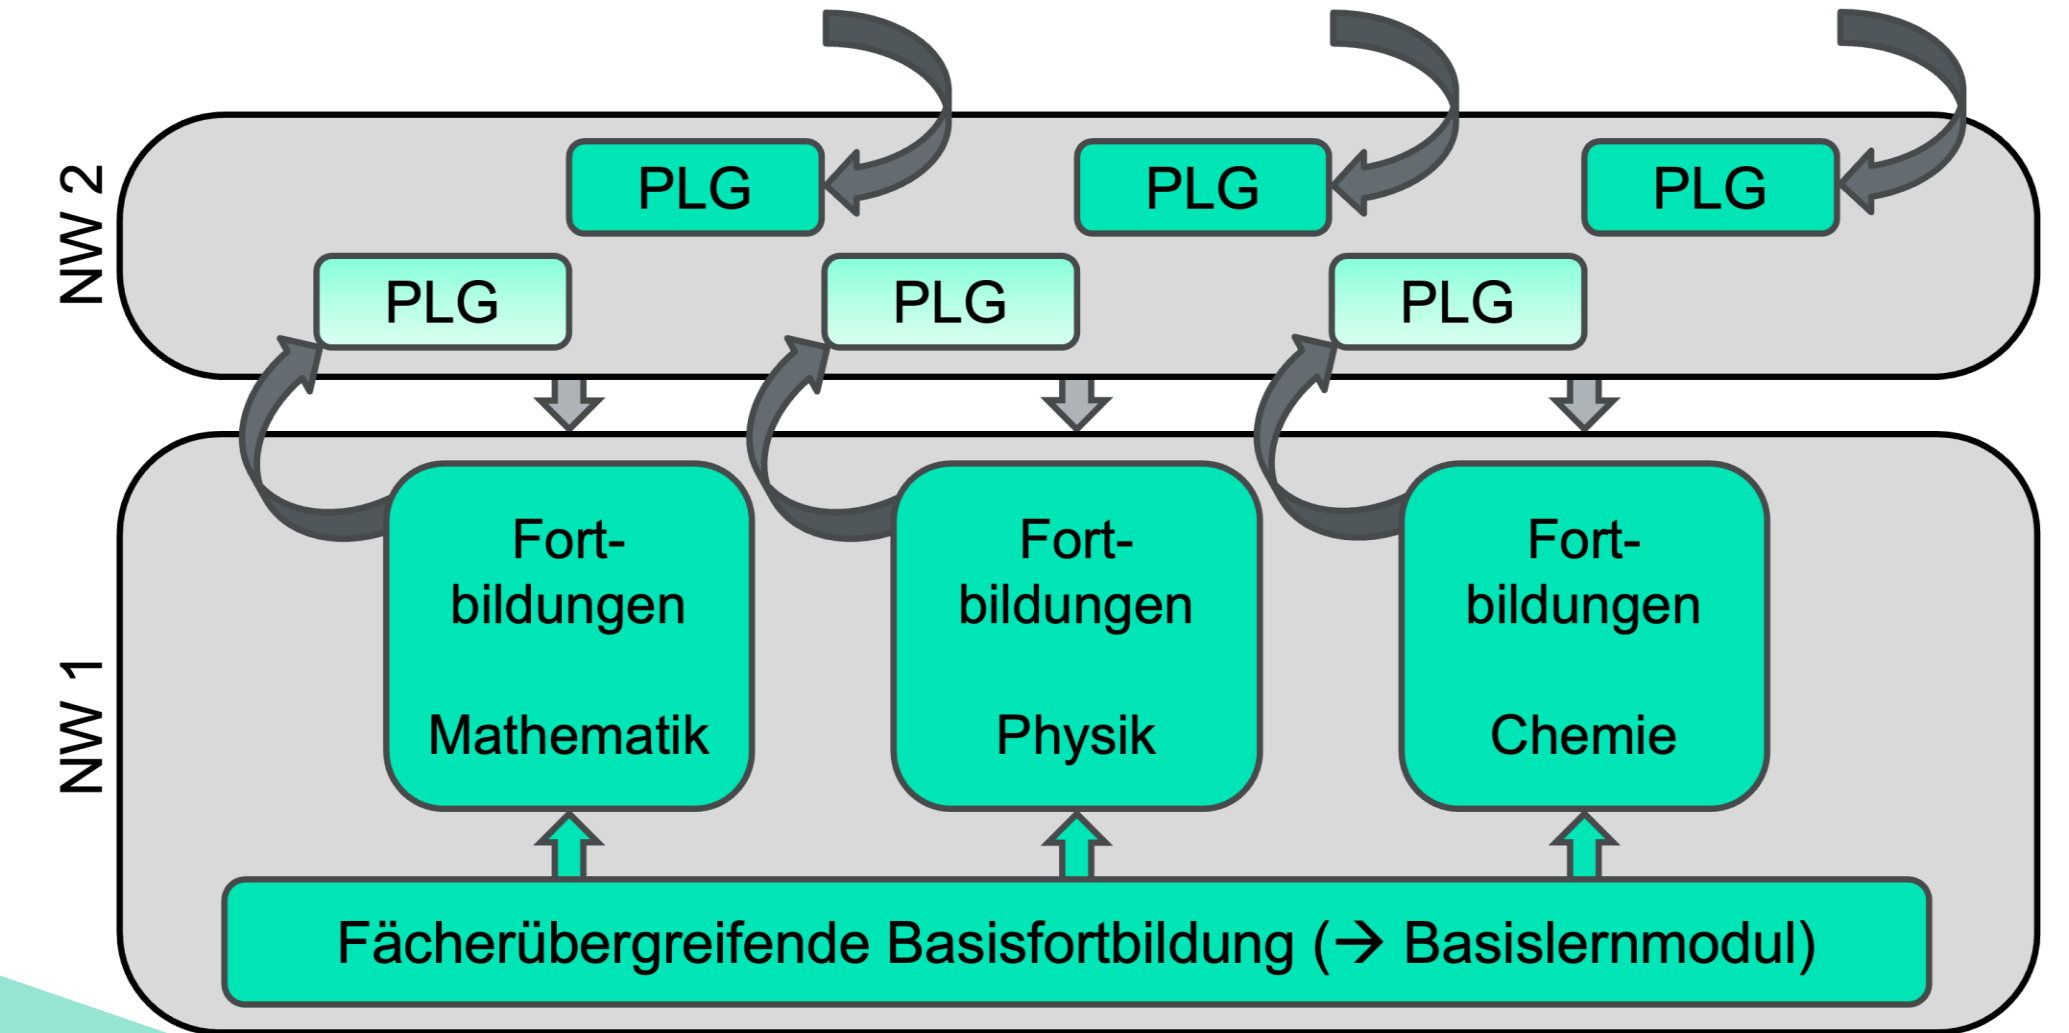 NW 2
PLG
PLG
PLG
PLG
PLG
PLG
NW 1
Fort-
bildungen
Mathematik
Fort-
bildungen
Physik
Fort-
bildungen
Chemie
Fächerübergreifende Basisfortbildung (→ Basislernmodul)